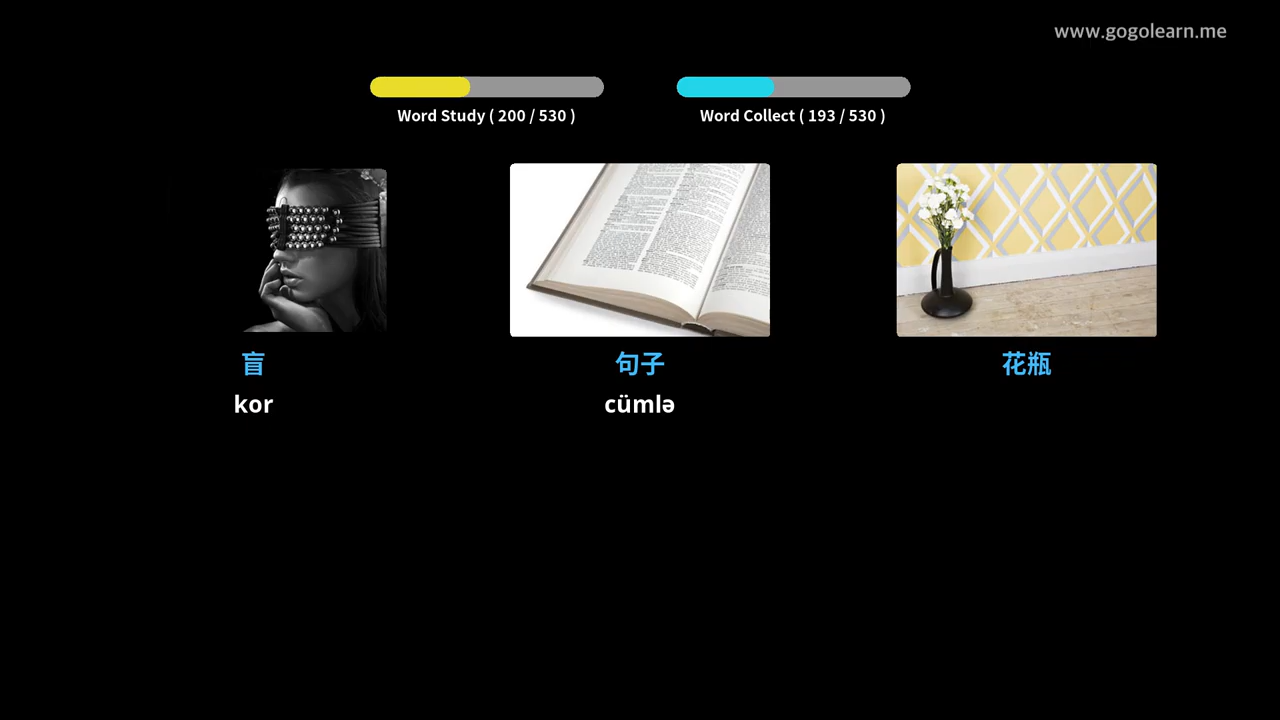 www.gogolearn.me
Word Study ( 200 / 530 )
Word Collect ( 193 / 530 )
盲
句子
花瓶
kor
cümlə